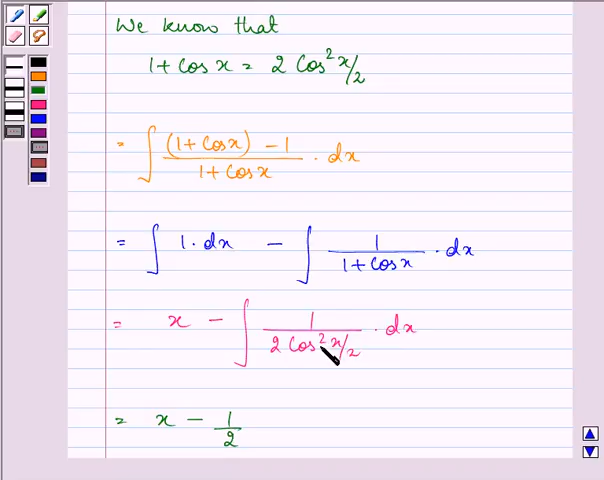 We know that
1 + cos x = 2 cos² x/2
= ∫ (1 + cos x) - 1 / 1 + cos x · dx
= ∫ 1 · dx - ∫ 1 / 1 + cos x · dx
= x - ∫ 1 / 2 cos² x/2 · dx
= x - 1/2